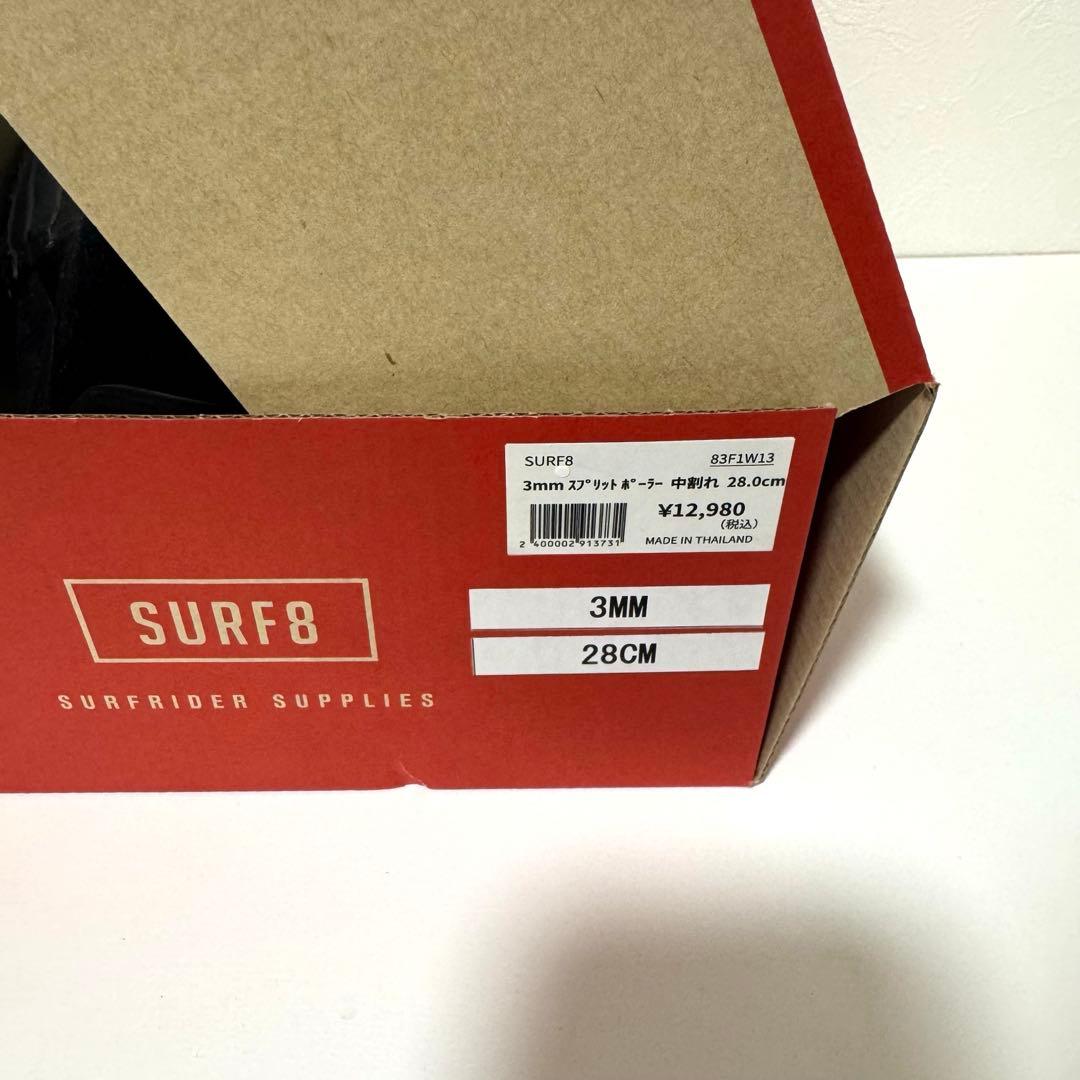 SURF8 83F1W13
3mm ｽﾌﾟﾘｯﾄ ﾎﾟｰﾗｰ 中割れ 28.0cm
¥12,980
(税込)
2 400002 913731
MADE IN THAILAND
3MM
28CM
SURF8
SURFRIDER SUPPLIES